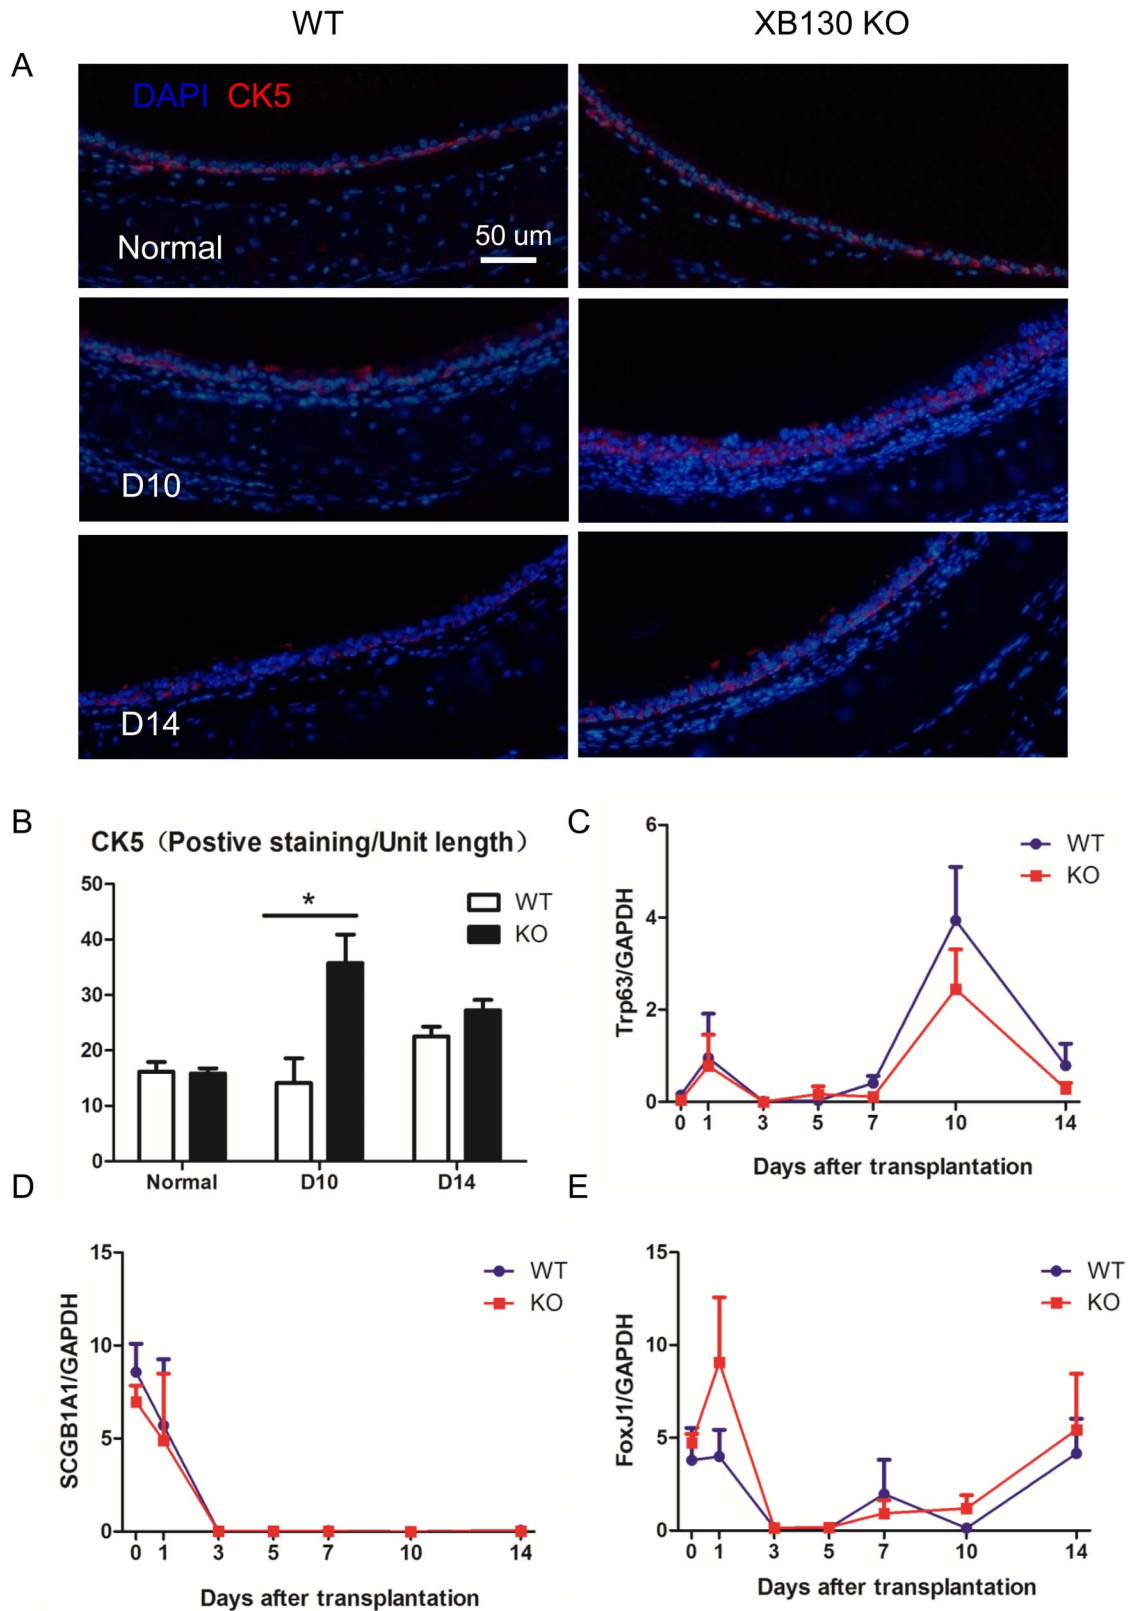 WT XB130 KO
A
DAPI CK5
Normal
50 um
D10
D14
B
CK5（Postive staining/Unit length）
50
40
30
20
10
0
*
WT
KO
Normal D10 D14
C
Trp63/GAPDH
6
4
2
0
WT
KO
0 1 3 5 7 10 14
Days after transplantation
D
SCGB1A1/GAPDH
15
10
5
0
WT
KO
0 1 3 5 7 10 14
Days after transplantation
E
FoxJ1/GAPDH
15
10
5
0
WT
KO
0 1 3 5 7 10 14
Days after transplantation